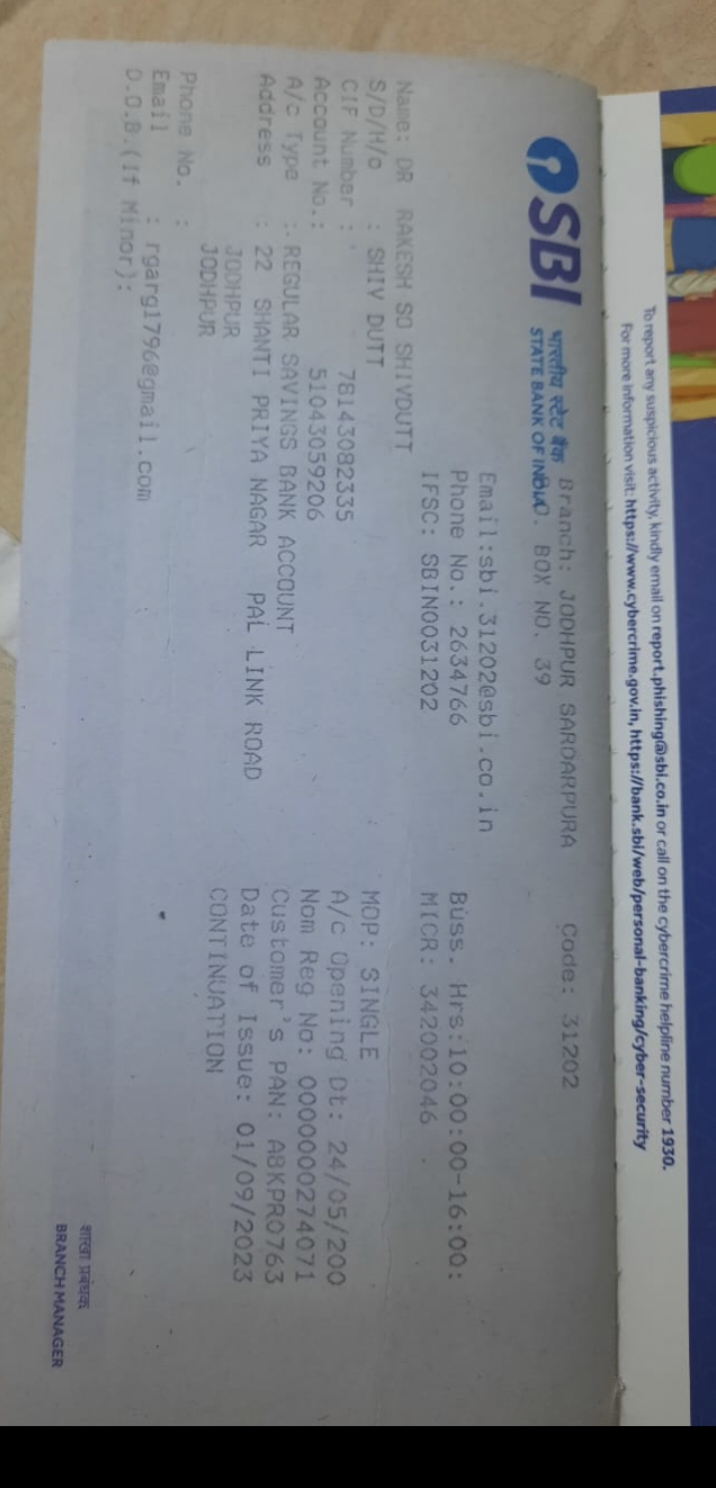 To report any suspicious activity, kindly email on report.phishing@sbi.co.in or call on the cybercrime helpline number 1930.
For more information visit: https://www.cybercrime.gov.in, https://bank.sbi/web/personal-banking/cyber-security
SBI
भारतीय स्टेट बैंक
STATE BANK OF INDIA
Branch: JODHPUR SARDARPURA Code: 31202
P.O. BOX NO. 39
Email:sbi.31202@sbi.co.in
Phone No.: 2634766 Buss. Hrs:10:00:00-16:00:
IFSC: SBIN0031202 MICR: 342002046
Name: DR RAKESH SO SHIVDUTT
S/D/H/o : SHIV DUTT MOP: SINGLE
CIF Number : 78143082335 A/c Opening Dt: 24/05/200
Account No.: 51043059206 Nom Reg No: 0000000274071
A/c Type : REGULAR SAVINGS BANK ACCOUNT Customer's PAN: ABKPR0763
Address : 22 SHANTI PRIYA NAGAR PAL LINK ROAD Date of Issue: 01/09/2023
JODHPUR CONTINUATION
JODHPUR
Phone No. :
Email : rgarg1796@gmail.com
D.O.B.(If Minor):
शाखा प्रबंधक
BRANCH MANAGER